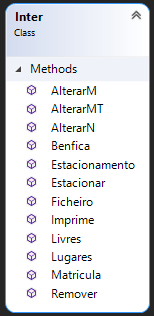 Inter
Class
Methods
AlterarM
AlterarMT
AlterarN
Benfica
Estacionamento
Estacionar
Ficheiro
Imprime
Livres
Lugares
Matricula
Remover